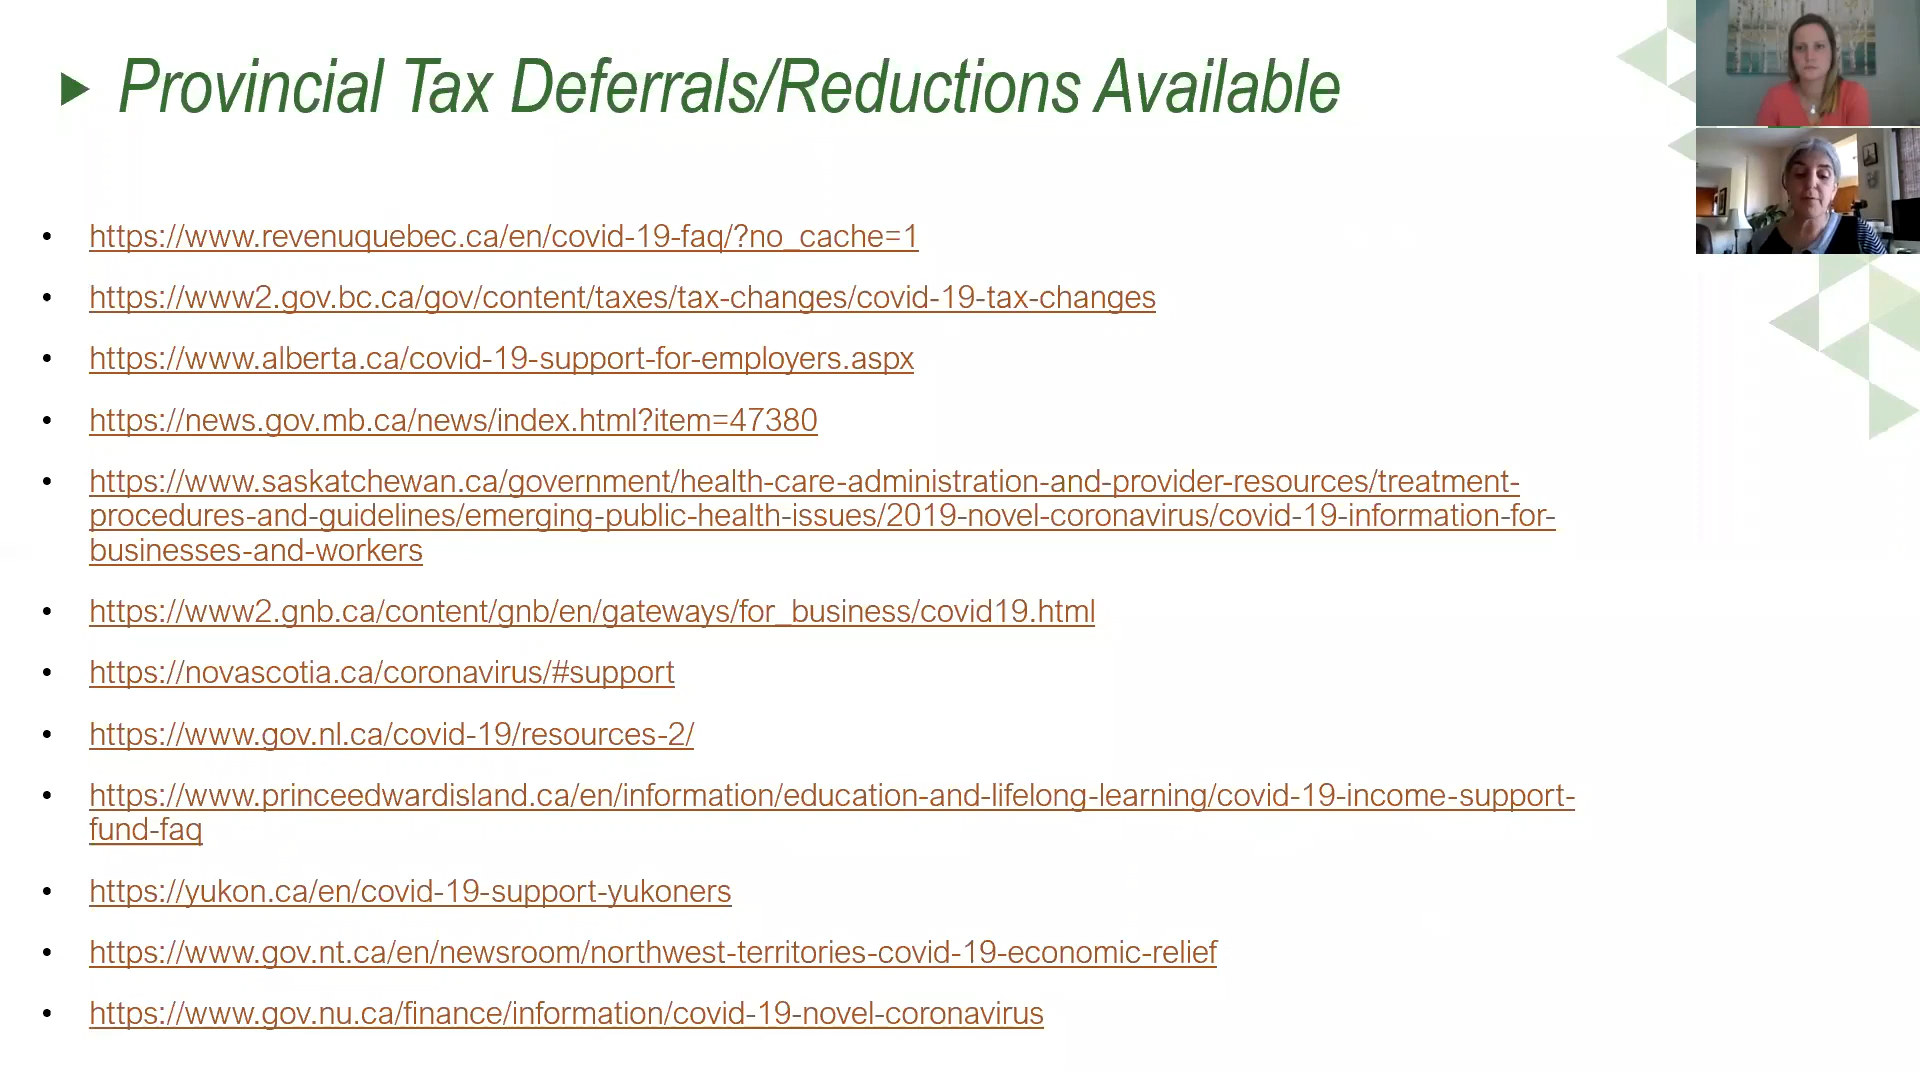 Provincial Tax Deferrals/Reductions Available
• https://www.revenuquebec.ca/en/covid-19-faq/?no_cache=1
• https://www2.gov.bc.ca/gov/content/taxes/tax-changes/covid-19-tax-changes
• https://www.alberta.ca/covid-19-support-for-employers.aspx
• https://news.gov.mb.ca/news/index.html?item=47380
• https://www.saskatchewan.ca/government/health-care-administration-and-provider-resources/treatment-
procedures-and-guidelines/emerging-public-health-issues/2019-novel-coronavirus/covid-19-information-for-
businesses-and-workers
• https://www2.gnb.ca/content/gnb/en/gateways/for_business/covid19.html
• https://novascotia.ca/coronavirus/#support
• https://www.gov.nl.ca/covid-19/resources-2/
• https://www.princeedwardisland.ca/en/information/education-and-lifelong-learning/covid-19-income-support-
fund-faq
• https://yukon.ca/en/covid-19-support-yukoners
• https://www.gov.nt.ca/en/newsroom/northwest-territories-covid-19-economic-relief
• https://www.gov.nu.ca/finance/information/covid-19-novel-coronavirus